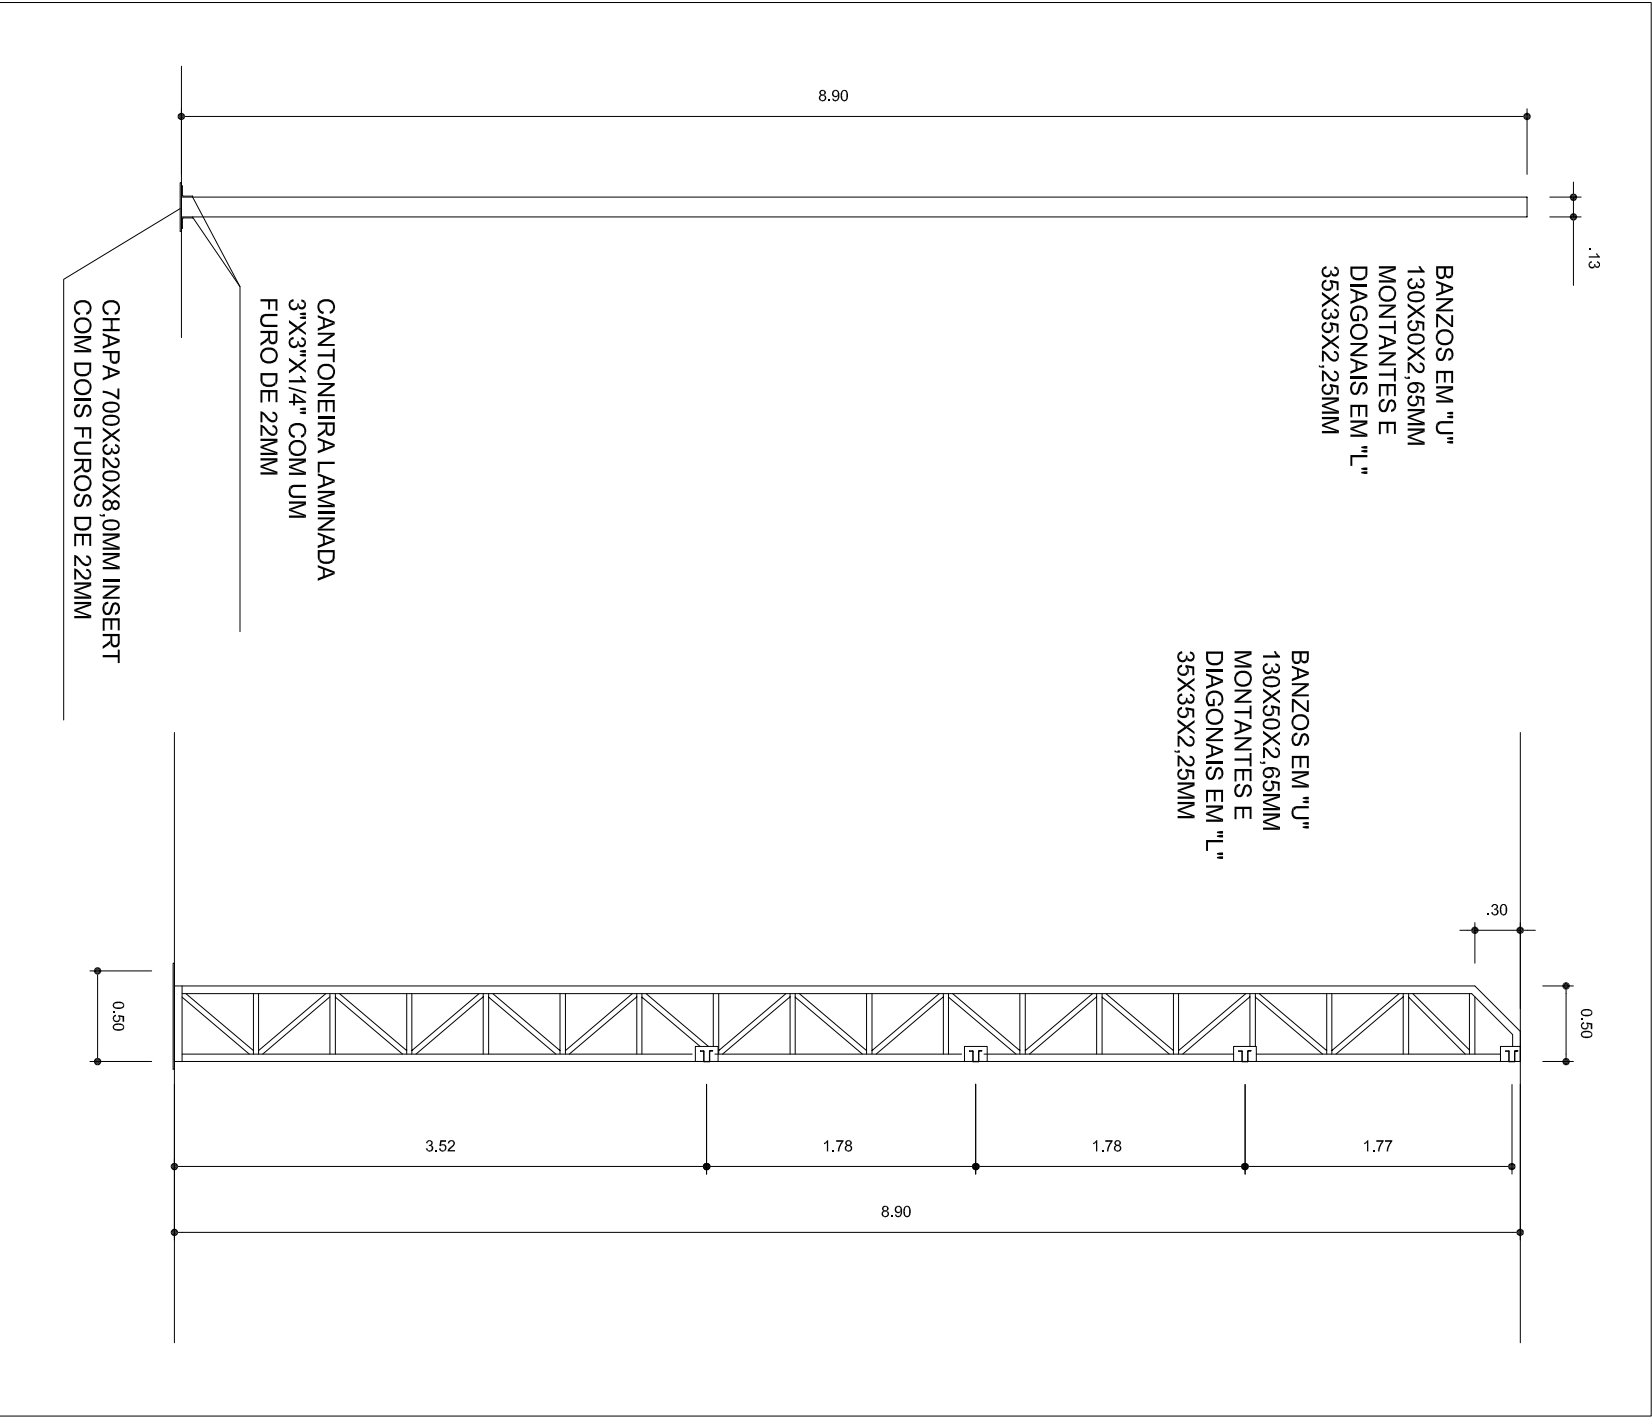 8.90
.13
BANZOS EM "U"
130X50X2,65MM
MONTANTES E
DIAGONAIS EM "L"
35X35X2,25MM
CANTONEIRA LAMINADA
3"X3"X1/4" COM UM
FURO DE 22MM
CHAPA 700X320X8,0MM INSERT
COM DOIS FUROS DE 22MM
BANZOS EM "U"
130X50X2,65MM
MONTANTES E
DIAGONAIS EM "L"
35X35X2,25MM
.30
0.50
0.50
3.52
1.78
1.78
1.77
8.90